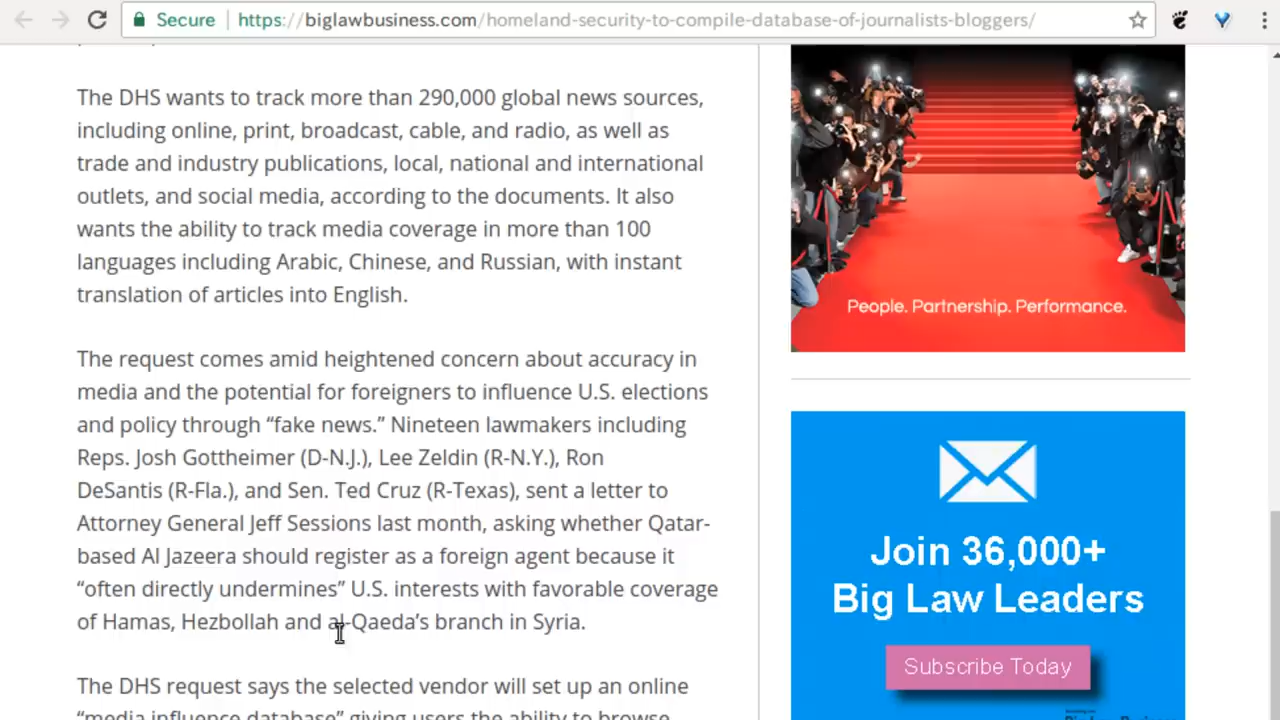 Secure https://biglawbusiness.com/homeland-security-to-compile-database-of-journalists-bloggers/
The DHS wants to track more than 290,000 global news sources,
including online, print, broadcast, cable, and radio, as well as
trade and industry publications, local, national and international
outlets, and social media, according to the documents. It also
wants the ability to track media coverage in more than 100
languages including Arabic, Chinese, and Russian, with instant
translation of articles into English.
The request comes amid heightened concern about accuracy in
media and the potential for foreigners to influence U.S. elections
and policy through “fake news.” Nineteen lawmakers including
Reps. Josh Gottheimer (D-N.J.), Lee Zeldin (R-N.Y.), Ron
DeSantis (R-Fla.), and Sen. Ted Cruz (R-Texas), sent a letter to
Attorney General Jeff Sessions last month, asking whether Qatar-
based Al Jazeera should register as a foreign agent because it
“often directly undermines” U.S. interests with favorable coverage
of Hamas, Hezbollah and al-Qaeda’s branch in Syria.
The DHS request says the selected vendor will set up an online
“media influence database” giving users the ability to browse
People. Partnership. Performance.
Join 36,000+
Big Law Leaders
Subscribe Today